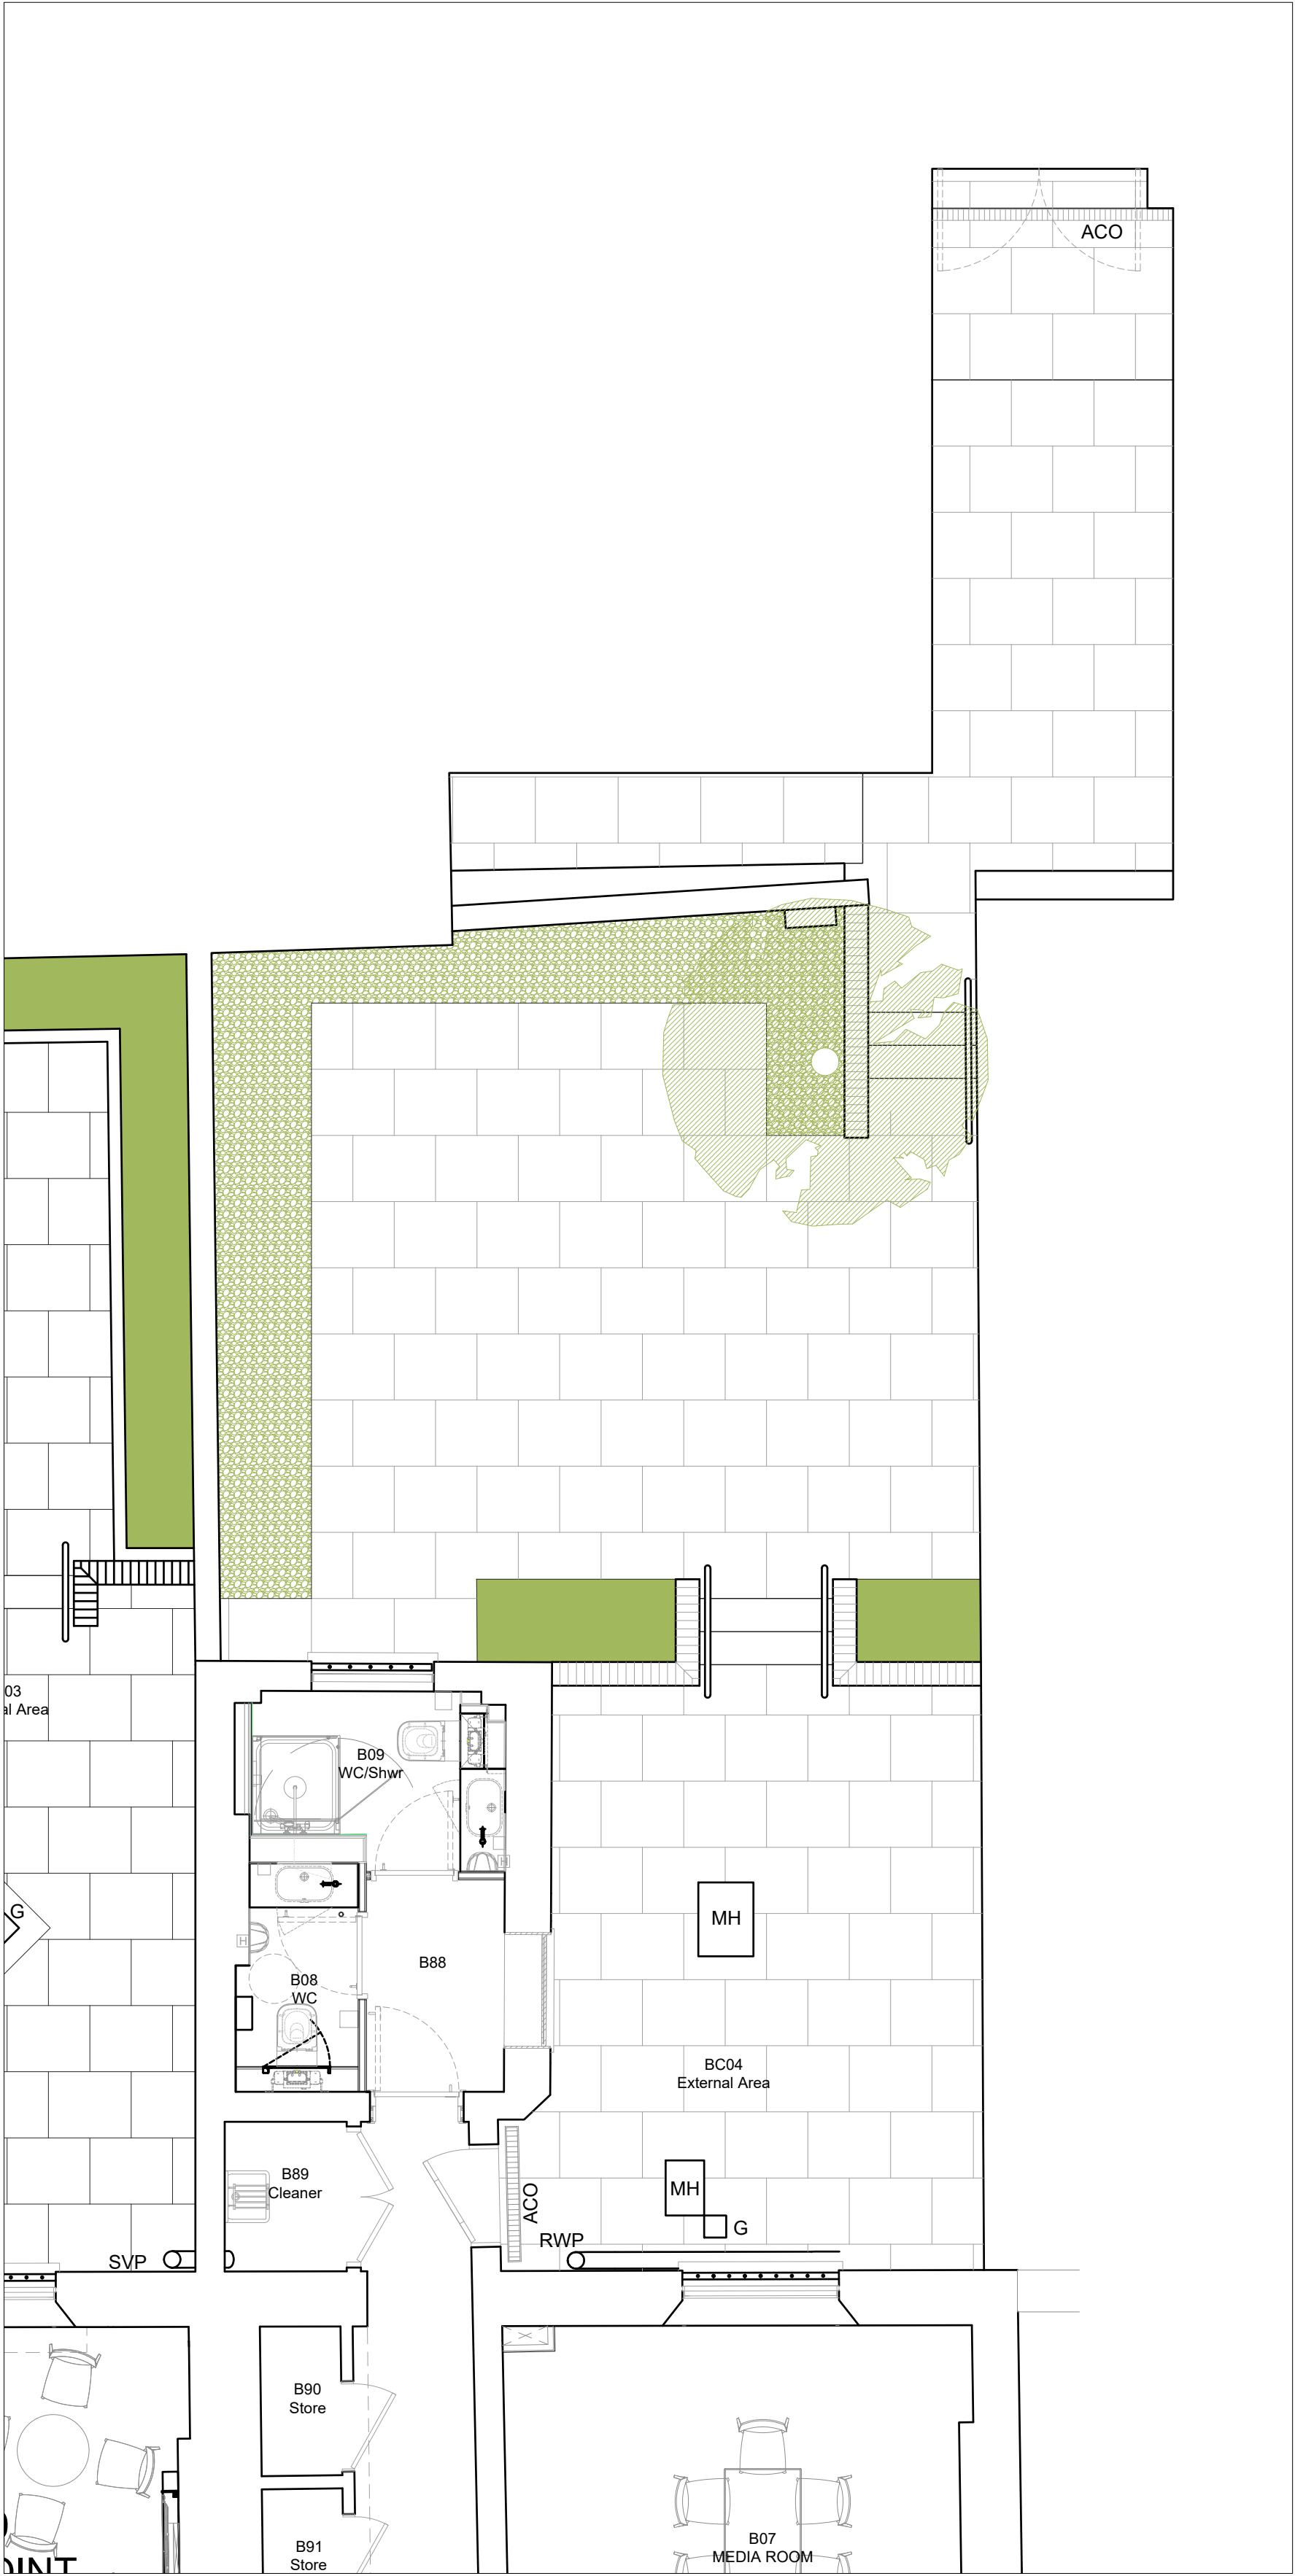 ACO
03
al Area
B09
WC/Shwr
H
G
MH
H
B88
B08
WC
BC04
External Area
B89
Cleaner
MH
ACO
G
RWP
SVP
B90
Store
B91
Store
B07
MEDIA ROOM
OINT